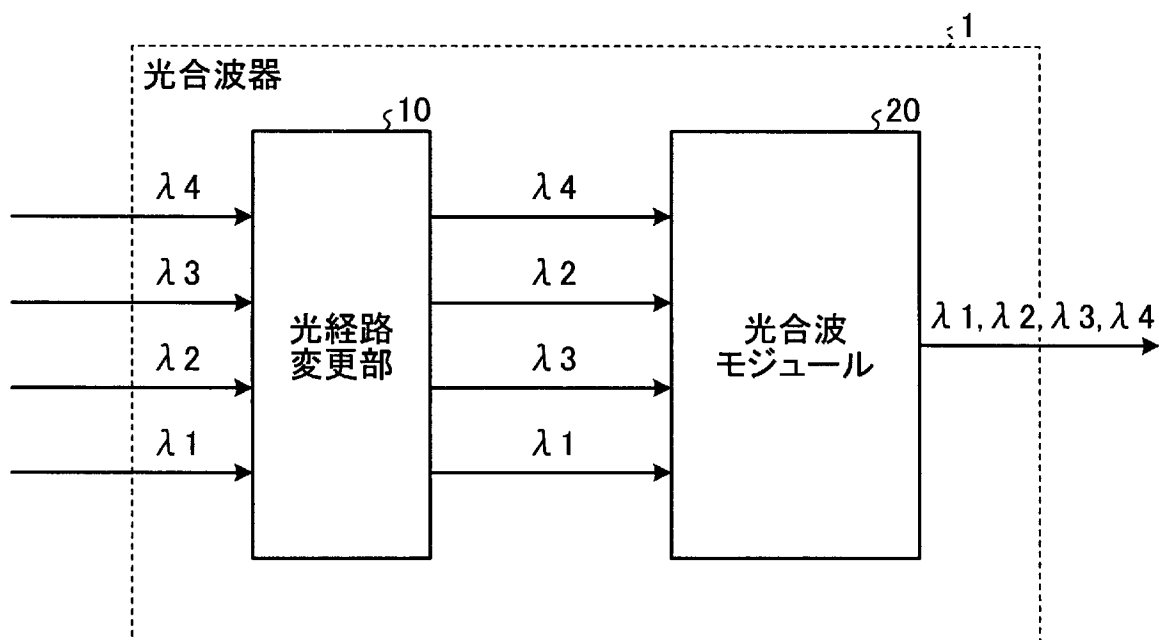 1
光合波器
10
20
λ4
λ4
λ3
λ2
光経路
変更部
光合波
モジュール
λ1, λ2, λ3, λ4
λ2
λ3
λ1
λ1